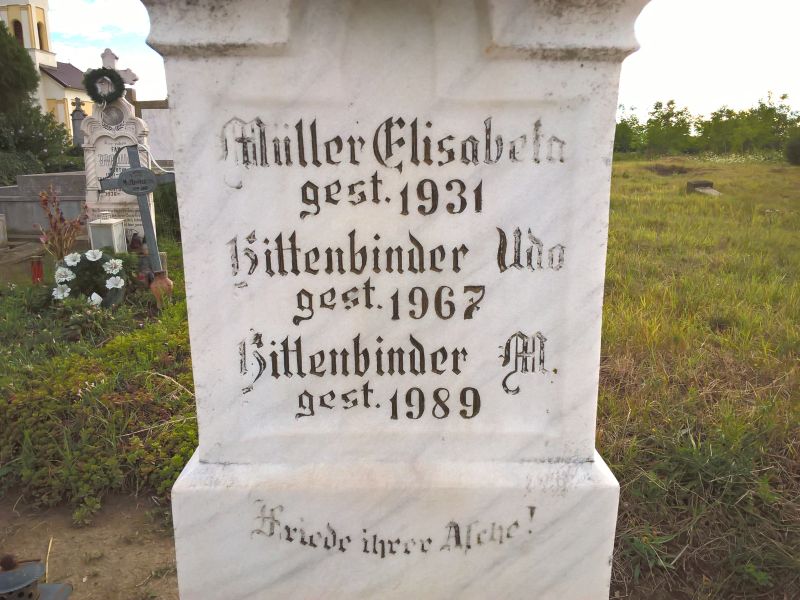 Müller Elisabeta
gest. 1931
Hittenbinder Udo
gest. 1967
Hittenbinder M.
gest. 1989
Friede ihrer Asche!